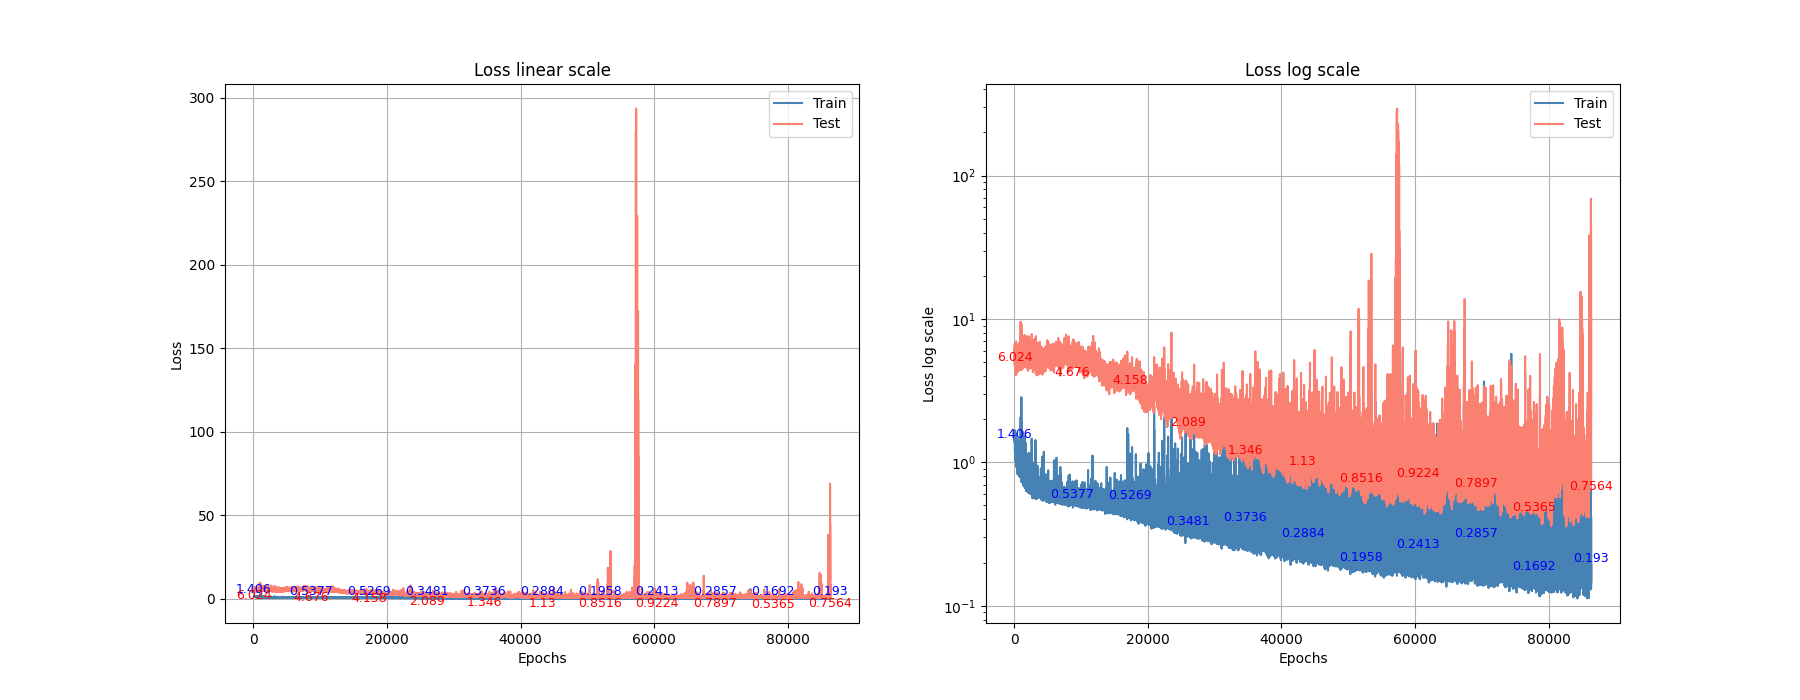 Loss linear scale
Loss
300
250
200
150
100
50
0
Train
Test
1.406 0.5377 0.5269 0.3481 0.3736 0.2884 0.1958 0.2413 0.2857 0.1692 0.193
6.024 4.676 4.158 2.089 1.346 1.13 0.8516 0.9224 0.7897 0.5365 0.7564
0 20000 40000 60000 80000
Epochs
Loss log scale
Loss log scale
10²
10¹
10⁰
10⁻¹
Train
Test
6.024 4.676 4.158 2.089 1.346 1.13 0.8516 0.9224 0.7897 0.5365 0.7564
1.406 0.5377 0.5269 0.3481 0.3736 0.2884 0.1958 0.2413 0.2857 0.1692 0.193
0 20000 40000 60000 80000
Epochs